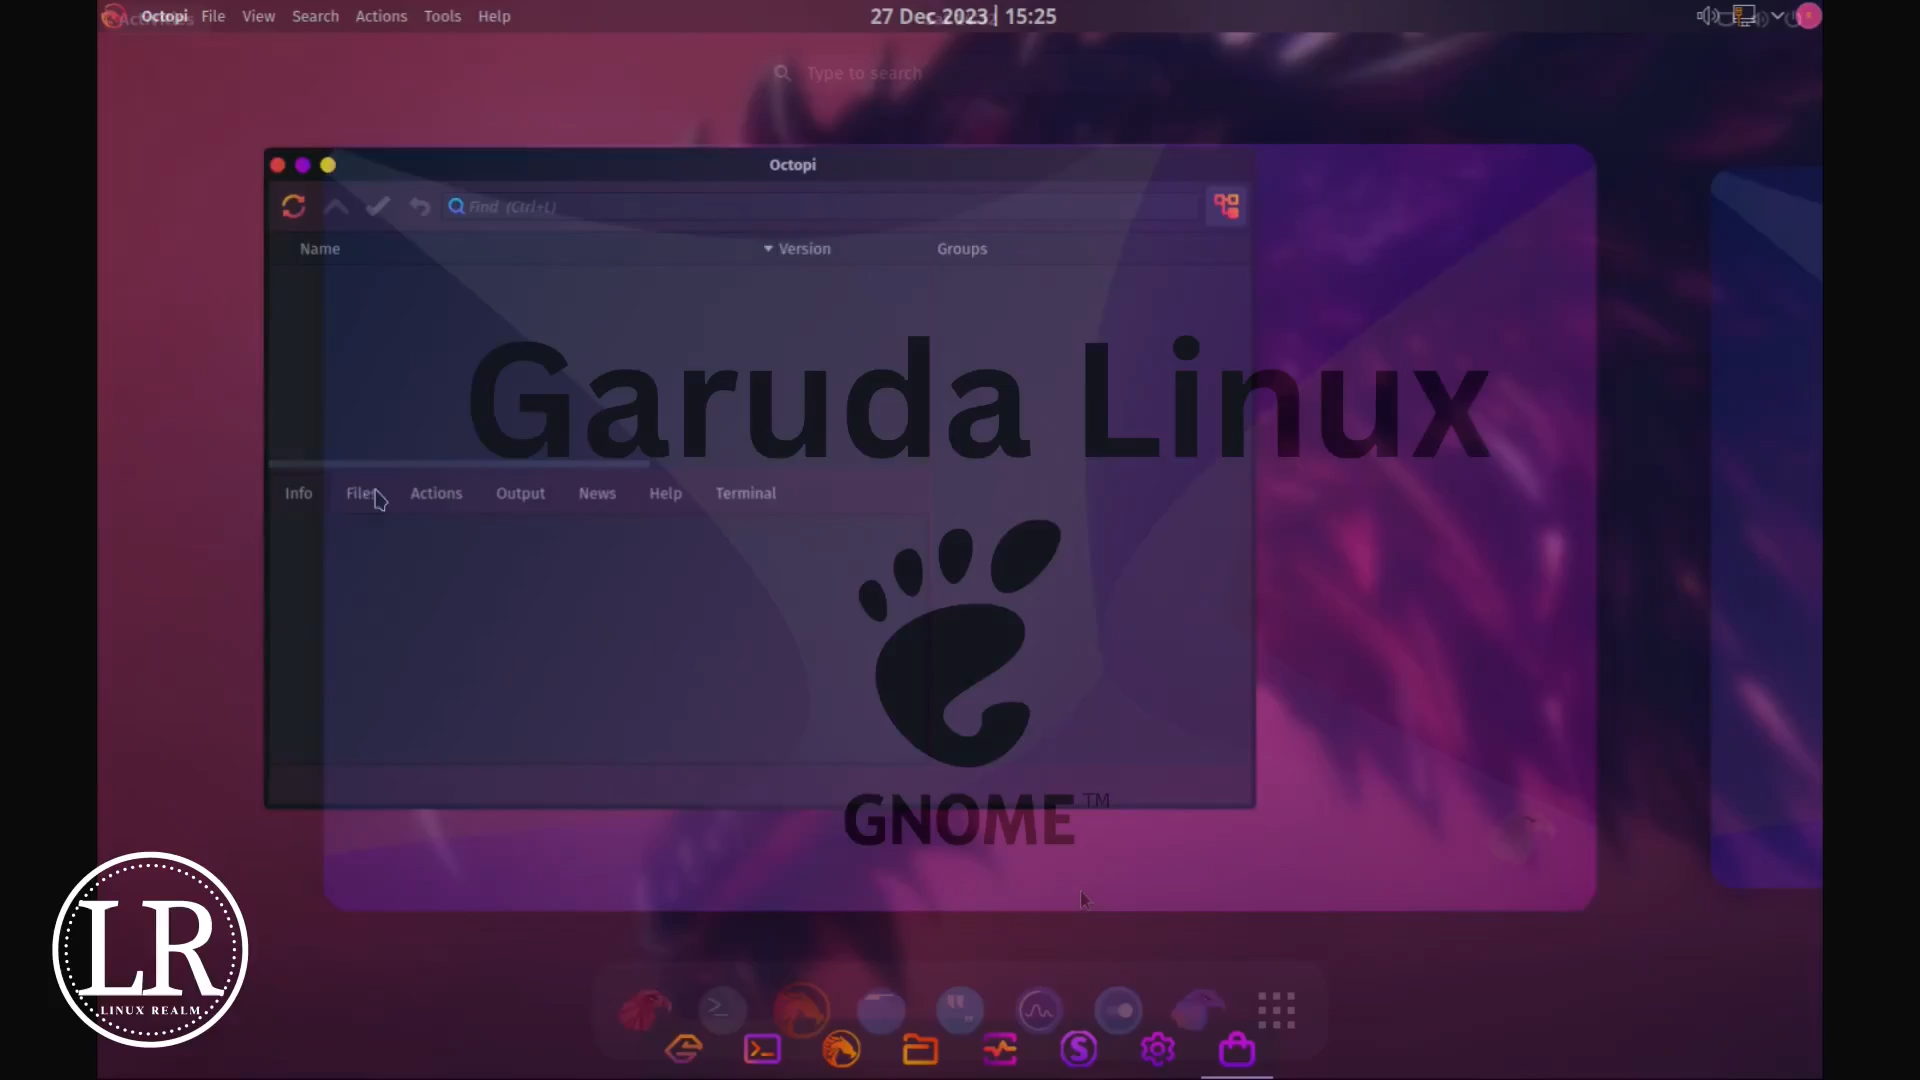 Octopi File View Search Actions Tools Help
27 Dec 2023 | 15:25
Type to search
Octopi
Find (Ctrl+L)
Name Version Groups
Garuda Linux
Info Files Actions Output News Help Terminal
GNOME™
LR
LINUX REALM